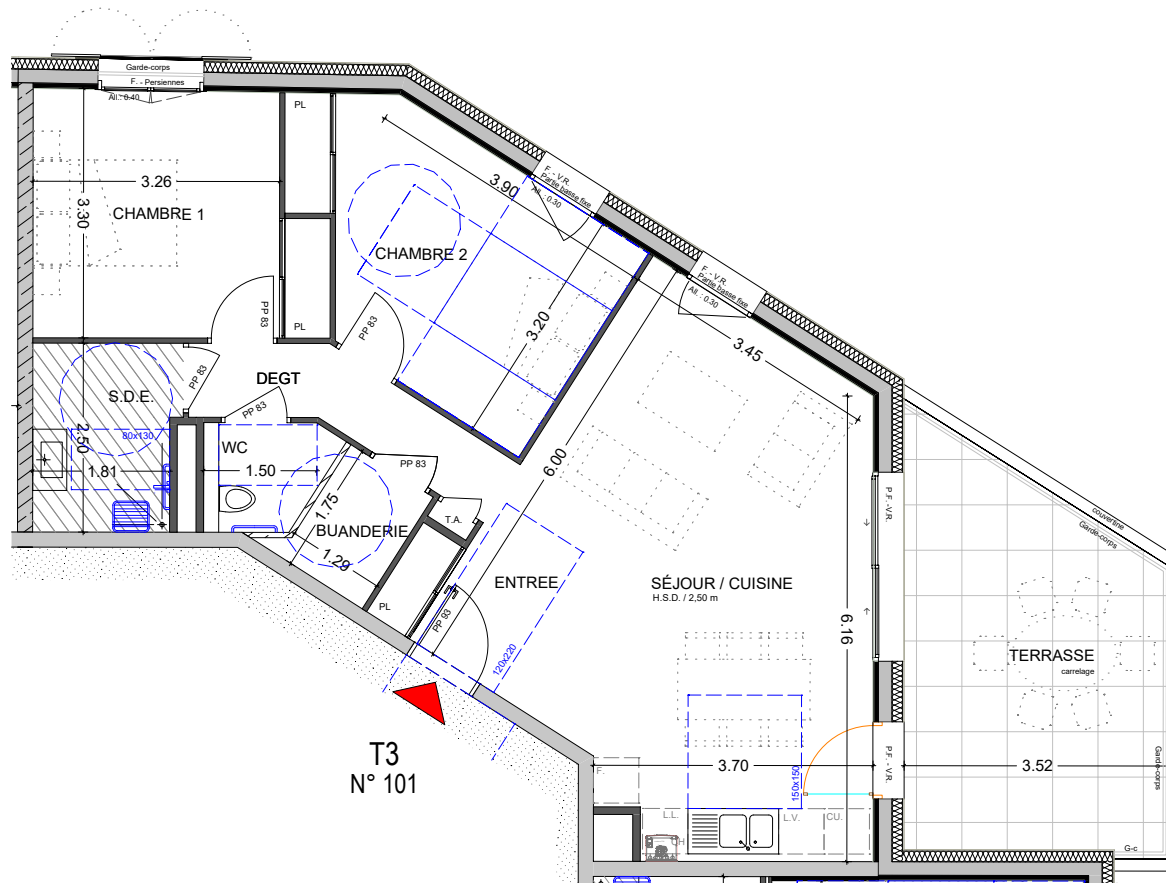 Garde-corps
F. - Persiennes
All.: 0.40
PL
3.26
3.30
CHAMBRE 1
PP 83
PL
3.90
F. - V.R.
Partie basse fixe
All. : 0.30
CHAMBRE 2
3.20
PP 83
F. - V.R.
Partie basse fixe
All. : 0.30
3.45
PP 83
DEGT
PP 83
S.D.E.
80x130
2.50
1.81
WC
1.50
6.00
PP 83
1.75
BUANDERIE
1.29
T.A.
PL
ENTREE
PP 93
120x220
SÉJOUR / CUISINE
H.S.D. / 2,50 m
6.16
P.F. -V.R.
couvertine
Garde-corps
TERRASSE
carrelage
T3
N° 101
F.
3.70
150x150
P.F. -V.R.
3.52
Garde-corps
L.L.
CH
L.V.
CU.
G-c